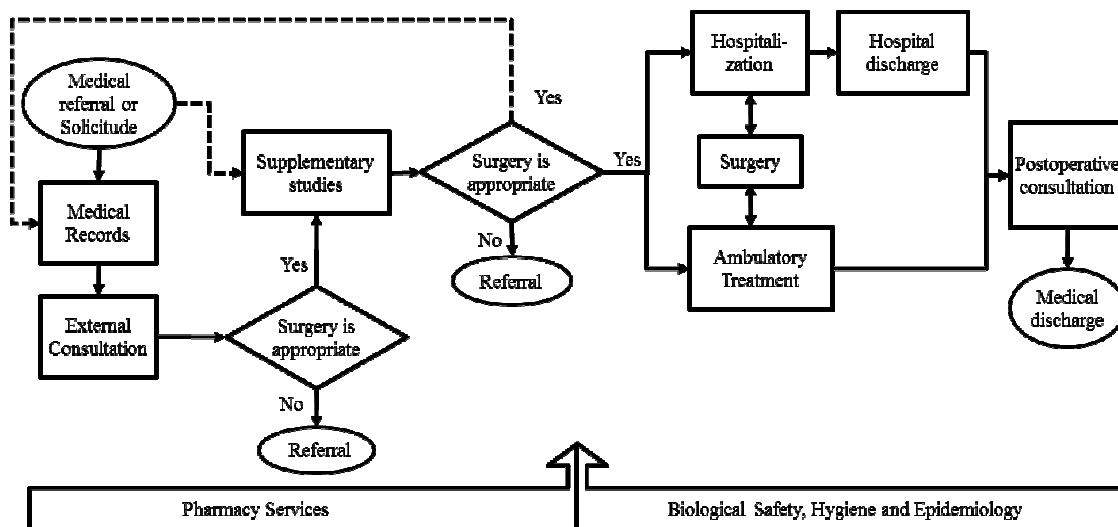 Medical
referral or
Solicitude
Medical
Records
External
Consultation
Surgery is
appropriate
Yes
No
Referral
Supplementary
studies
Surgery is
appropriate
Yes
Yes
No
Referral
Hospitali-
zation
Hospital
discharge
Surgery
Ambulatory
Treatment
Postoperative
consultation
Medical
discharge
Pharmacy Services
Biological Safety, Hygiene and Epidemiology